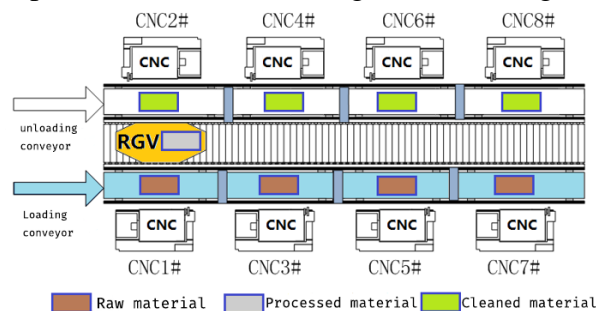 CNC2# CNC4# CNC6# CNC8#
CNC CNC CNC CNC
unloading
conveyor
RGV
Loading
conveyor
CNC CNC CNC CNC
CNC1# CNC3# CNC5# CNC7#
Raw material Processed material Cleaned material